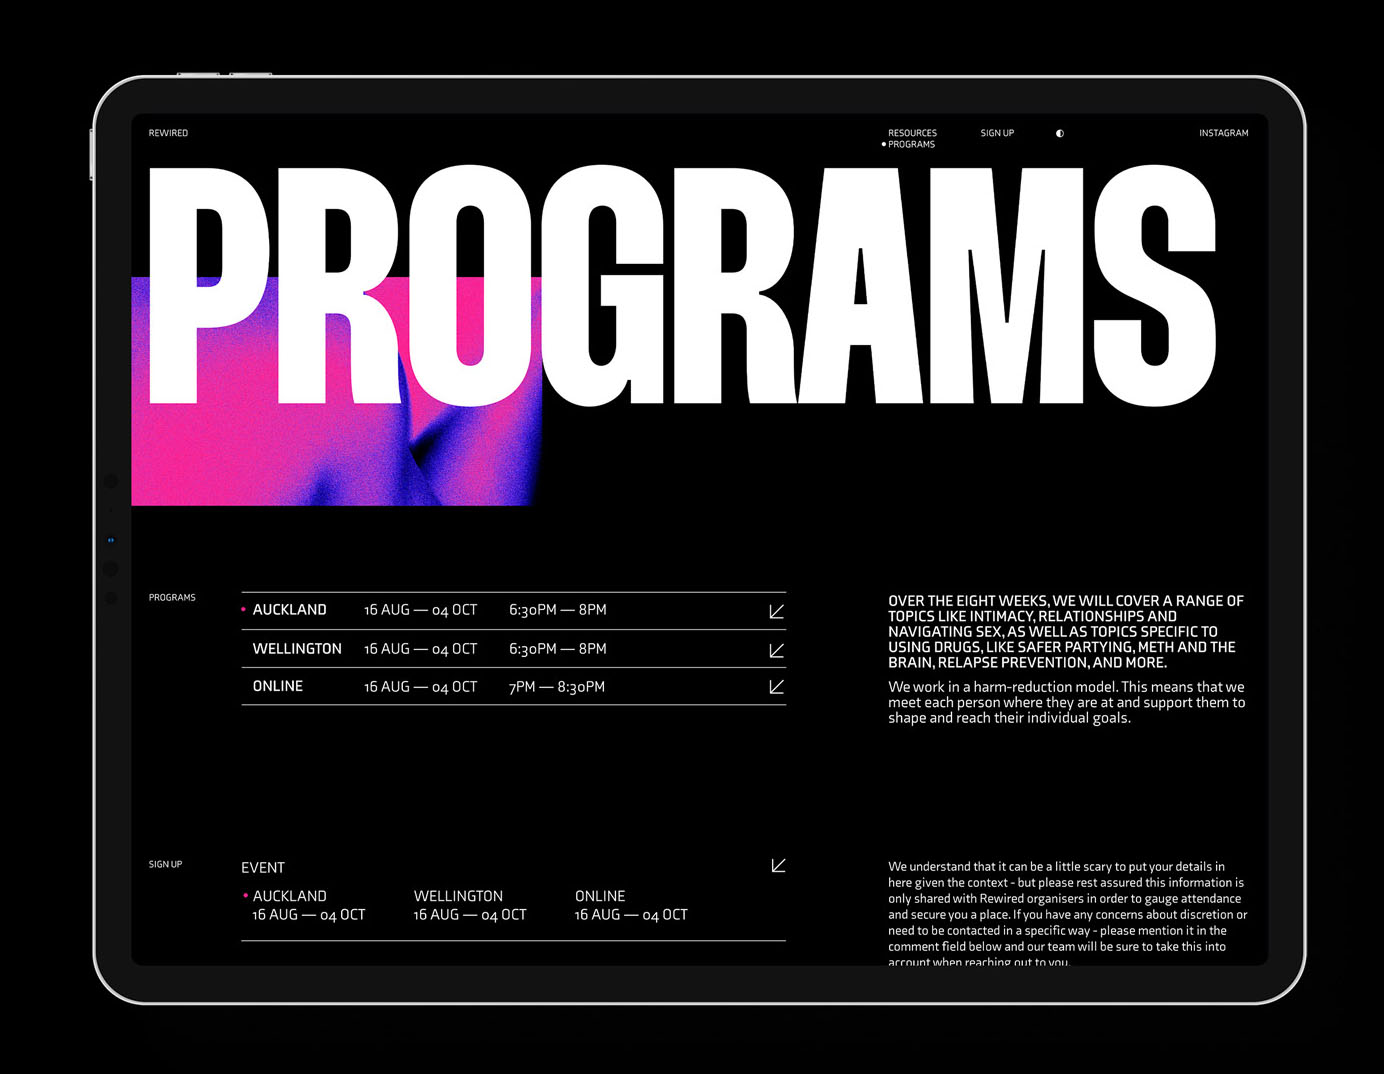 REWIRED
RESOURCES
PROGRAMS
SIGN UP
INSTAGRAM
PROGRAMS
PROGRAMS
AUCKLAND 16 AUG — 04 OCT 6:30PM — 8PM
WELLINGTON 16 AUG — 04 OCT 6:30PM — 8PM
ONLINE 16 AUG — 04 OCT 7PM — 8:30PM
OVER THE EIGHT WEEKS, WE WILL COVER A RANGE OF
TOPICS LIKE INTIMACY, RELATIONSHIPS AND
NAVIGATING SEX, AS WELL AS TOPICS SPECIFIC TO
USING DRUGS, LIKE SAFER PARTYING, METH AND THE
BRAIN, RELAPSE PREVENTION, AND MORE.
We work in a harm-reduction model. This means that we
meet each person where they are at and support them to
shape and reach their individual goals.
SIGN UP
EVENT
AUCKLAND
16 AUG — 04 OCT
WELLINGTON
16 AUG — 04 OCT
ONLINE
16 AUG — 04 OCT
We understand that it can be a little scary to put your details in
here given the context - but please rest assured this information is
only shared with Rewired organisers in order to gauge attendance
and secure you a place. If you have any concerns about discretion or
need to be contacted in a specific way - please mention it in the
comment field below and our team will be sure to take this into
account when reaching out to you.